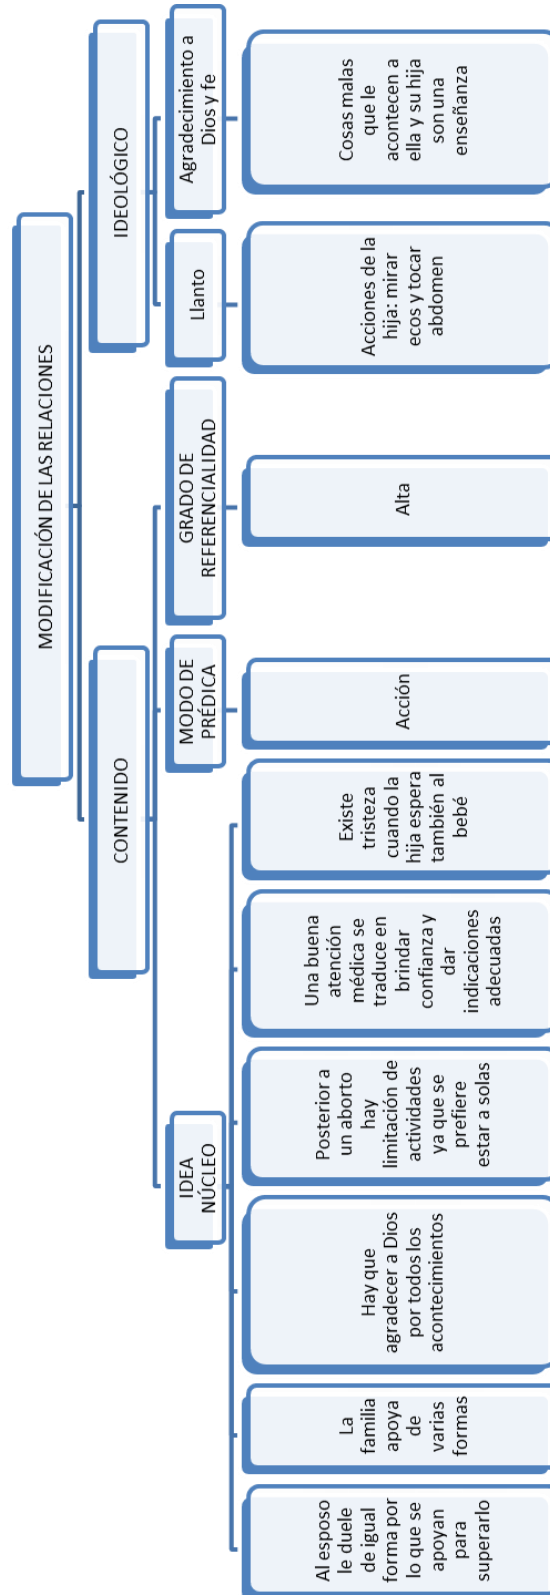 MODIFICACIÓN DE LAS RELACIONES
CONTENIDO
IDEOLÓGICO
IDEA
NÚCLEO
MODO DE
PRÉDICA
GRADO DE
REFERENCIALIDAD
Llanto
Agradecimiento a
Dios y fe
Al esposo
le duele
de igual
forma por
lo que se
apoyan
para
superarlo
La
familia
apoya
de
varias
formas
Hay que
agradecer a Dios
por todos los
acontecimientos
Posterior a
un aborto
hay
limitación de
actividades
ya que se
prefiere
estar a solas
Una buena
atención
médica se
traduce en
brindar
confianza y
dar
indicaciones
adecuadas
Existe
tristeza
cuando la
hija espera
también al
bebé
Acción
Alta
Acciones de la
hija: mirar
ecos y tocar
abdomen
Cosas malas
que le
acontecen a
ella y su hija
son una
enseñanza